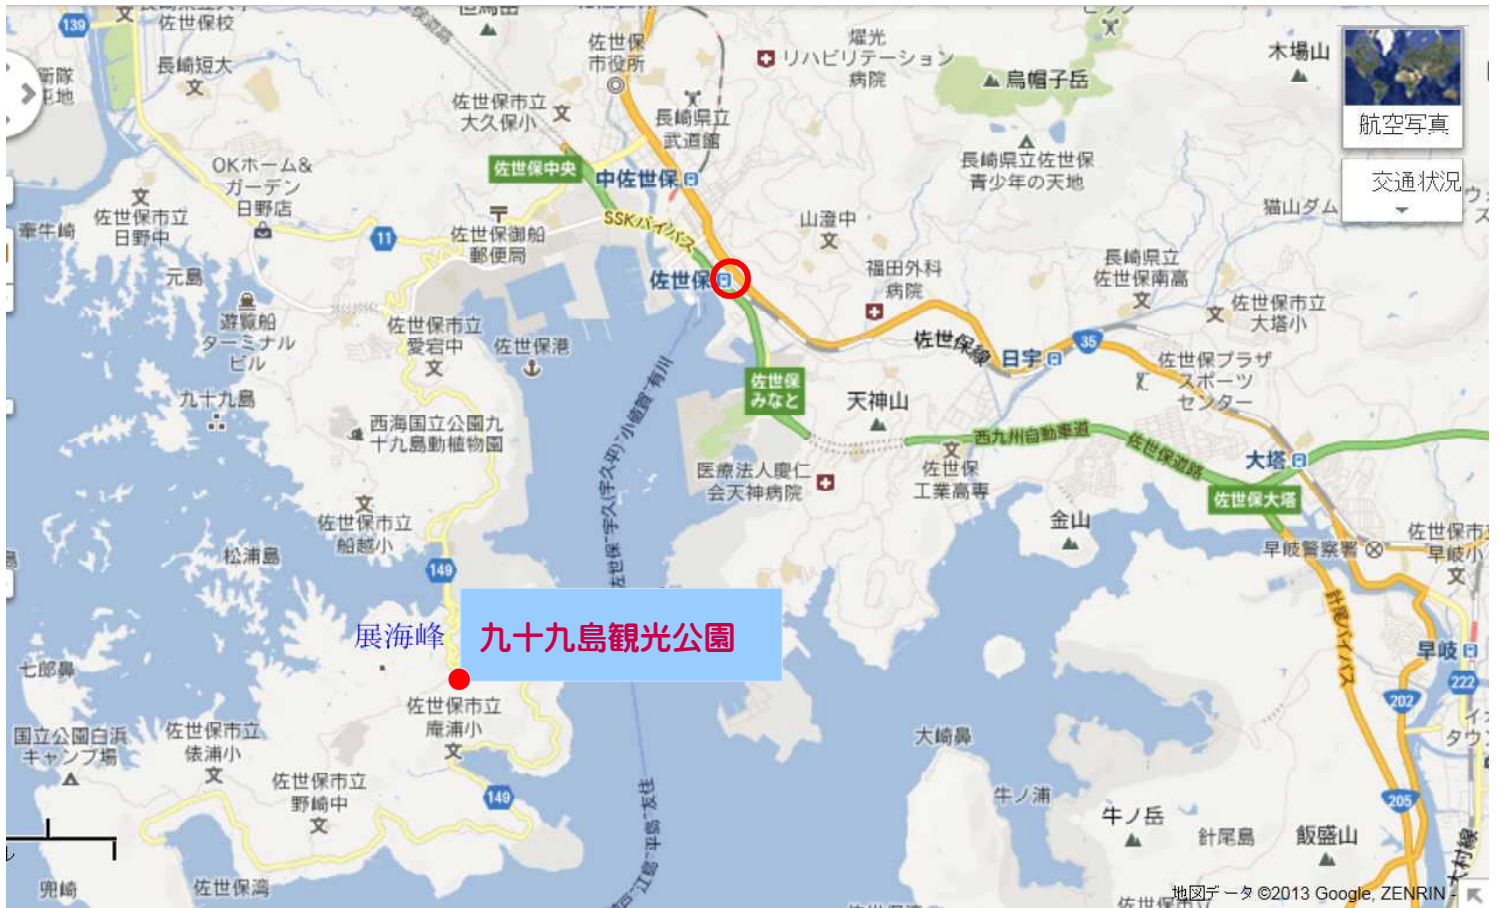 139
佐世保校
長崎短大
衛隊
屯地
佐世保
市役所
燿光
リハビリテーション
病院
烏帽子岳
木場山
航空写真
交通状況
佐世保市立
大久保小
長崎県立
武道館
長崎県立佐世保
青少年の天地
OKホーム&
ガーデン
日野店
佐世保中央
中佐世保
猫山ダム
佐世保市立
日野中
牽牛崎
11
佐世保御船
郵便局
SSKバイパス
山澄中
元島
佐世保
福田外科
病院
長崎県立
佐世保南高
遊覧船
ターミナル
ビル
佐世保市立
愛宕中
佐世保港
佐世保線
日宇
35
佐世保市立
大塔小
佐世保プラザ
スポーツ
センター
九十九島
佐世保
みなと
天神山
西海国立公園九
十九島動植物園
西九州自動車道
佐世保道路
大塔
医療法人慶仁
会天神病院
佐世保
工業高専
佐世保大塔
佐世保市立
船越小
金山
早岐警察署
佐世保市立
早岐小
松浦島
149
針尾バイパス
展海峰
九十九島観光公園
早岐
七郎鼻
222
202
佐世保市立
庵浦小
国立公園白浜
キャンプ場
佐世保市立
俵浦小
大崎鼻
佐世保市立
野崎中
149
牛ノ浦
205
牛ノ岳
針尾島
飯盛山
大村線
兜崎
佐世保湾
地図データ ©2013 Google, ZENRIN -